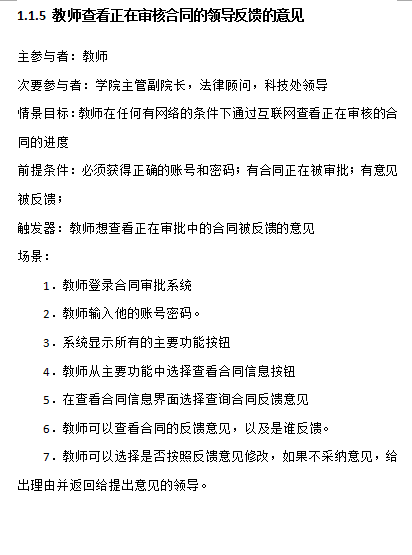 1.1.5 教师查看正在审核合同的领导反馈的意见
主参与者：教师
次要参与者：学院主管副院长，法律顾问，科技处领导
情景目标：教师在任何有网络的条件下通过互联网查看正在审核的合
同的进度
前提条件：必须获得正确的账号和密码；有合同正在被审批；有意见
被反馈；
触发器：教师想查看正在审批中的合同被反馈的意见
场景：
1．教师登录合同审批系统
2．教师输入他的账号密码。
3．系统显示所有的主要功能按钮
4．教师从主要功能中选择查看合同信息按钮
5．在查看合同信息界面选择查询合同反馈意见
6．教师可以查看合同的反馈意见，以及是谁反馈。
7．教师可以选择是否按照反馈意见修改，如果不采纳意见，给
出理由并返回给提出意见的领导。